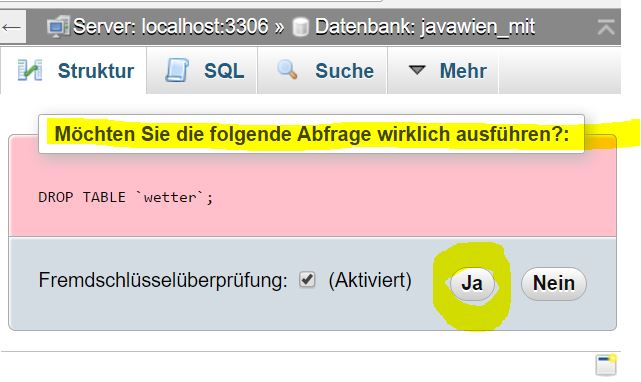 Server: localhost:3306 » Datenbank: javawien_mit
Struktur SQL Suche Mehr
Möchten Sie die folgende Abfrage wirklich ausführen?:
DROP TABLE `wetter`;
Fremdschlüsselüberprüfung: (Aktiviert) Ja Nein